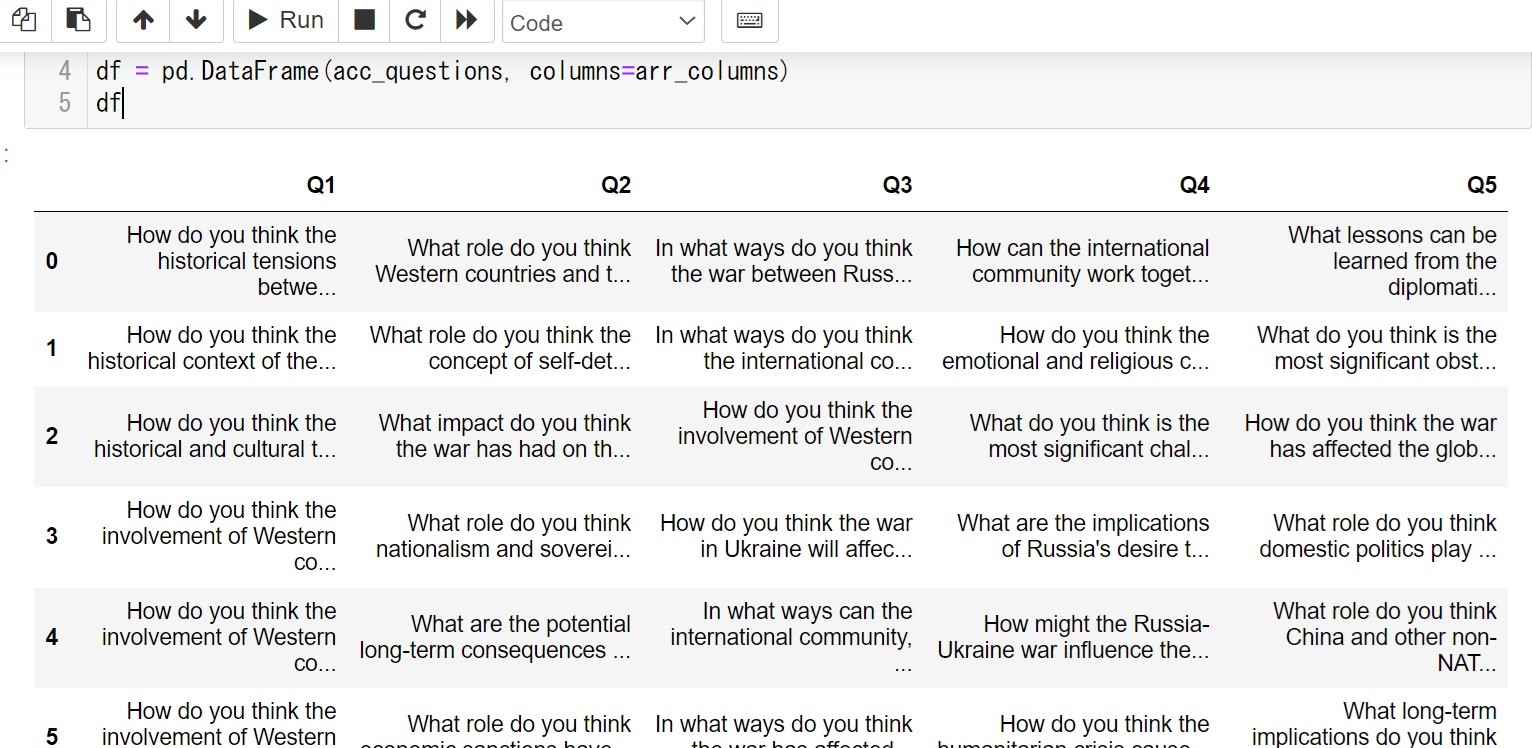 Run
Code
4 df = pd.DataFrame(acc_questions, columns=arr_columns)
5 df
:
Q1 Q2 Q3 Q4 Q5
0
How do you think the
historical tensions
betwe...
What role do you think
Western countries and t...
In what ways do you think
the war between Russ...
How can the international
community work toget...
What lessons can be
learned from the
diplomati...
1
How do you think the
historical context of the...
What role do you think the
concept of self-det...
In what ways do you think
the international co...
How do you think the
emotional and religious c...
What do you think is the
most significant obst...
2
How do you think the
historical and cultural t...
What impact do you think
the war has had on th...
How do you think the
involvement of Western
co...
What do you think is the
most significant chal...
How do you think the war
has affected the glob...
3
How do you think the
involvement of Western
co...
What role do you think
nationalism and soverei...
How do you think the war
in Ukraine will affec...
What are the implications
of Russia's desire t...
What role do you think
domestic politics play ...
4
How do you think the
involvement of Western
co...
What are the potential
long-term consequences ...
In what ways can the
international community,
...
How might the Russia-
Ukraine war influence the...
What role do you think
China and other non-
NAT...
5
How do you think the
involvement of Western
What role do you think
economic sanctions have...
In what ways do you think
the war has affected...
How do you think the
humanitarian crisis cause...
What long-term
implications do you think